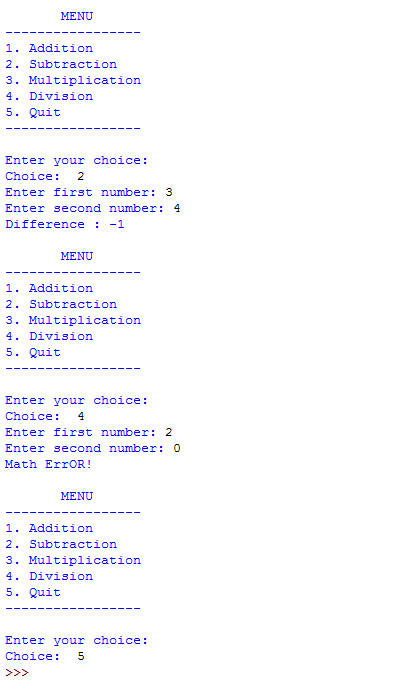 MENU
-----------------
1. Addition
2. Subtraction
3. Multiplication
4. Division
5. Quit
-----------------
Enter your choice:
Choice:  2
Enter first number: 3
Enter second number: 4
Difference : -1
MENU
-----------------
1. Addition
2. Subtraction
3. Multiplication
4. Division
5. Quit
-----------------
Enter your choice:
Choice:  4
Enter first number: 2
Enter second number: 0
Math ErrOR!
MENU
-----------------
1. Addition
2. Subtraction
3. Multiplication
4. Division
5. Quit
-----------------
Enter your choice:
Choice:  5
>>>